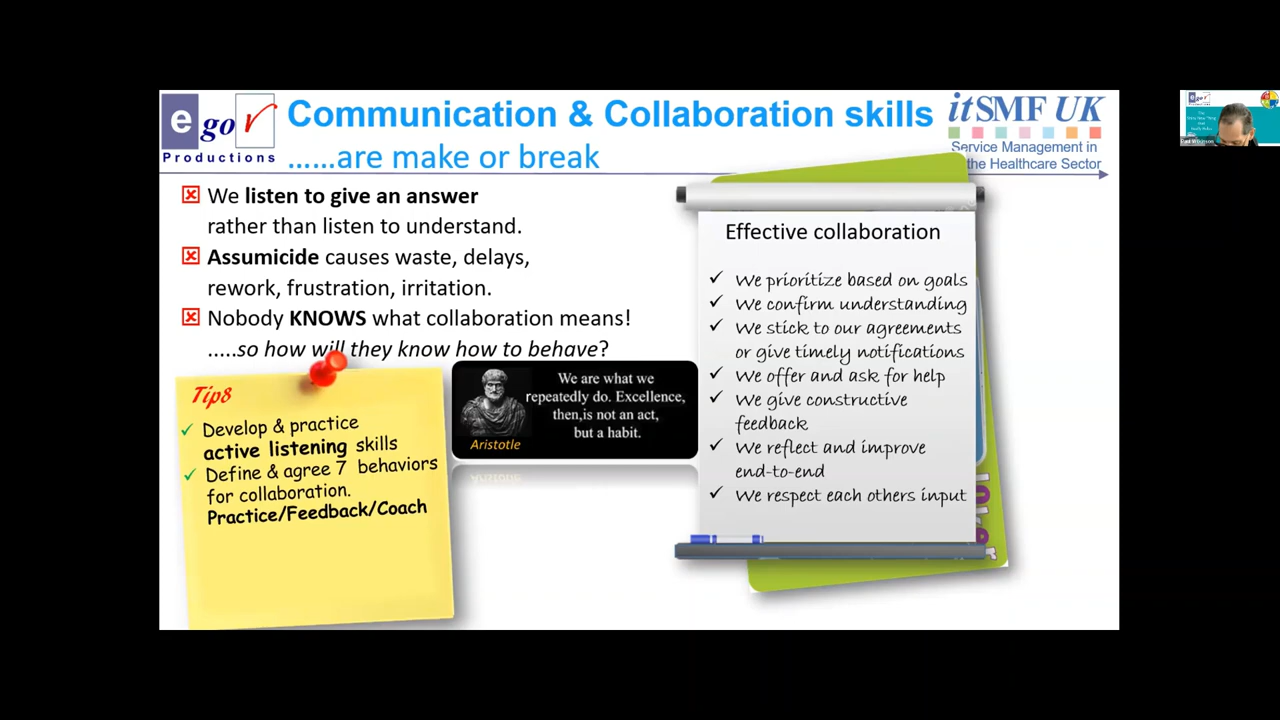 e gor
Productions
Communication & Collaboration skills
......are make or break
itSMF UK
Service Management in
the Healthcare Sector
We listen to give an answer
rather than listen to understand.
Assumicide causes waste, delays,
rework, frustration, irritation.
Nobody KNOWS what collaboration means!
.....so how will they know how to behave?
Tip8
Develop & practice
active listening skills
Define & agree 7 behaviors
for collaboration.
Practice/Feedback/Coach
We are what we
repeatedly do. Excellence,
then,is not an act,
but a habit.
Aristotle
Effective collaboration
We prioritize based on goals
We confirm understanding
We stick to our agreements
or give timely notifications
We offer and ask for help
We give constructive
feedback
We reflect and improve
end-to-end
We respect each others input